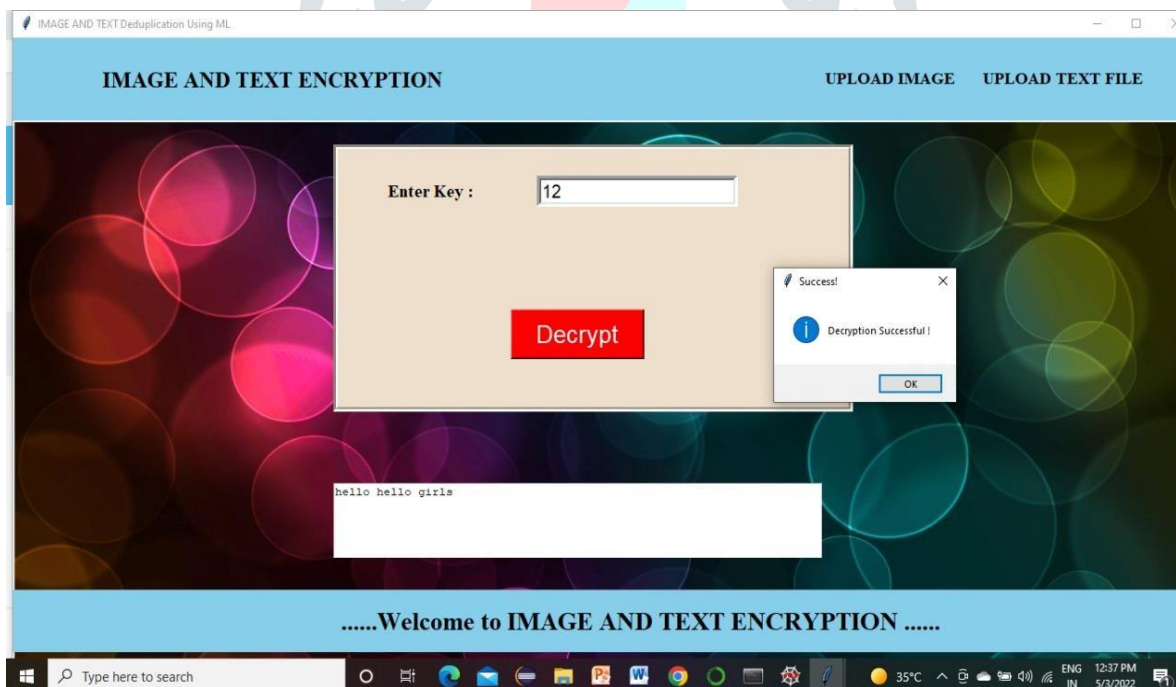 IMAGE AND TEXT Deduplication Using ML
IMAGE AND TEXT ENCRYPTION
UPLOAD IMAGE UPLOAD TEXT FILE
Enter Key :
12
Success!
Decryption Successful !
Decrypt
OK
hello hello girls
......Welcome to IMAGE AND TEXT ENCRYPTION ......
Type here to search
35°C
ENG
IN
12:37 PM
5/3/2022